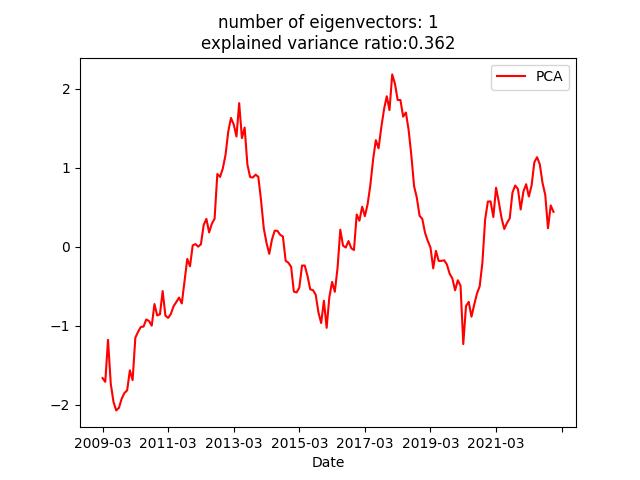 number of eigenvectors: 1
explained variance ratio:0.362
PCA
2
1
0
−1
−2
2009-03 2011-03 2013-03 2015-03 2017-03 2019-03 2021-03
Date